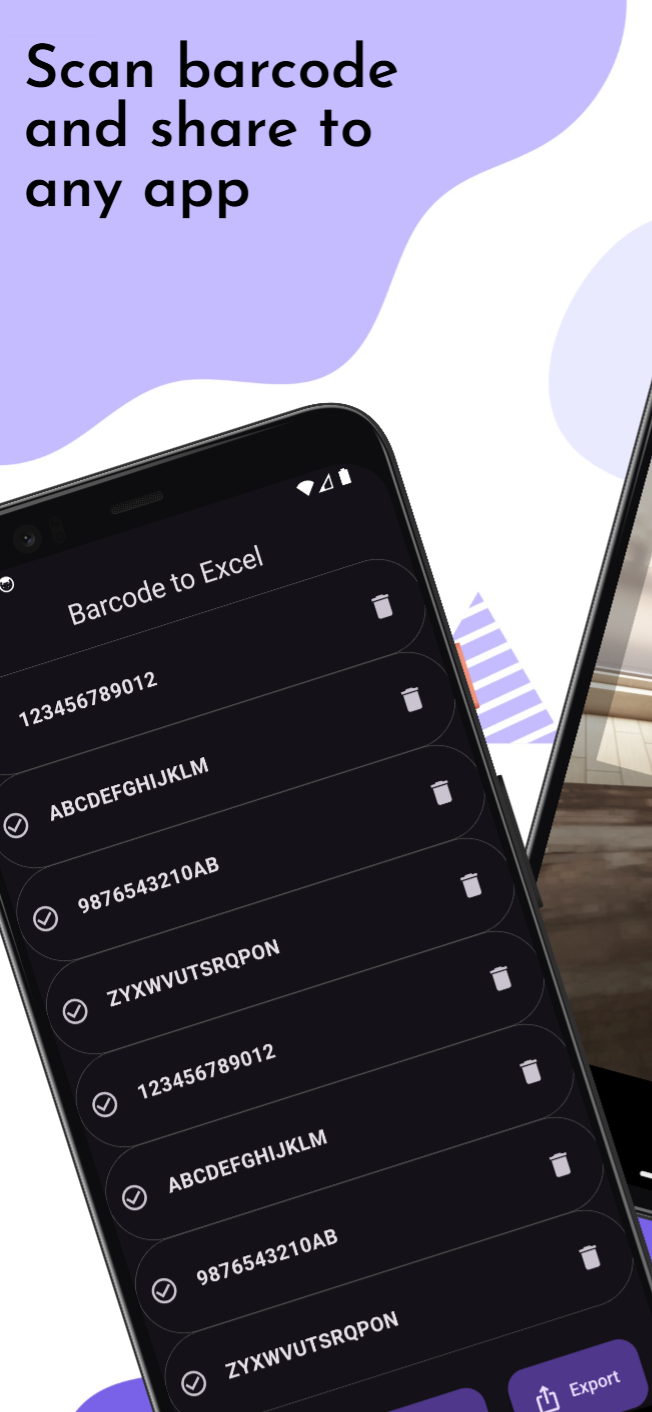 Scan barcode
and share to
any app
Barcode to Excel
123456789012
ABCDEFGHIJKLM
9876543210AB
ZYXWVUTSRQPON
123456789012
ABCDEFGHIJKLM
9876543210AB
ZYXWVUTSRQPON
Export